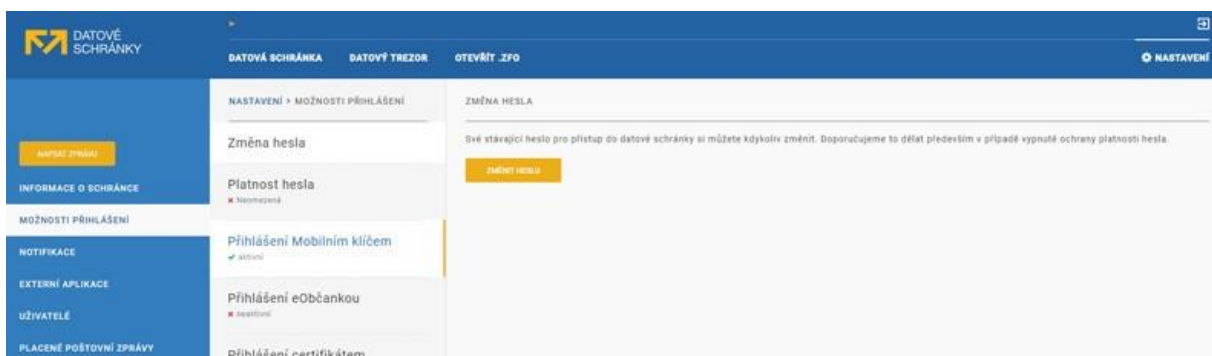 DATOVÉ
SCHRÁNKY
DATOVÁ SCHRÁNKA
DATOVÝ TREZOR
OTEVŘÍT .ZFO
NASTAVENÍ
NAPSAT ZPRÁVU
INFORMACE O SCHRÁNCE
MOŽNOSTI PŘIHLÁŠENÍ
NOTIFIKACE
EXTERNÍ APLIKACE
UŽIVATELÉ
PLACENÉ POŠTOVNÍ ZPRÁVY
NASTAVENÍ > MOŽNOSTI PŘIHLÁŠENÍ
Změna hesla
Platnost hesla
Neomezená
Přihlášení Mobilním klíčem
aktivní
Přihlášení eObčankou
neaktivní
Přihlášení certifikátem
ZMĚNA HESLA
Své stávající heslo pro přístup do datové schránky si můžete kdykoliv změnit. Doporučujeme to dělat především v případě vypnuté ochrany platnosti hesla.
ZMĚNIT HESLO